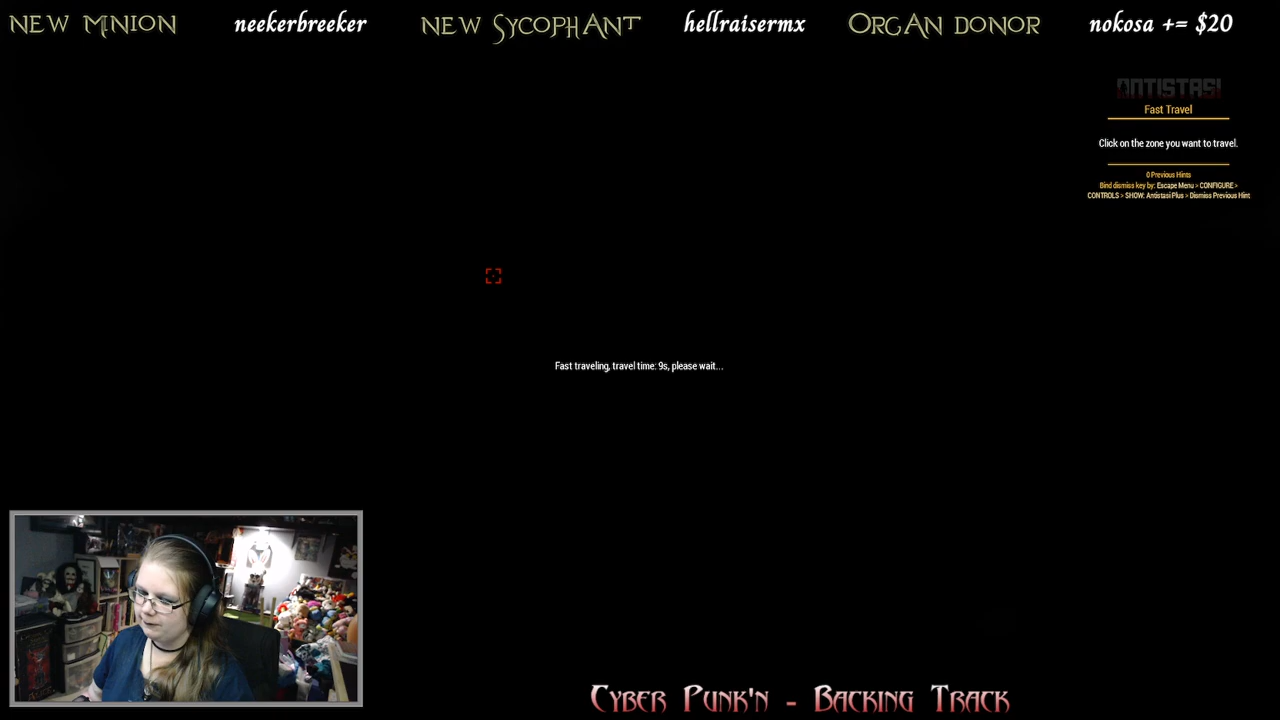 NEW MINION neekerbreeker NEW SYCOPHANT hellraisermx ORGAN DONOR nokosa += $20
ANTISTASI
Fast Travel
Click on the zone you want to travel.
0 Previous Hints
Bind dismiss key by: Escape Menu > CONFIGURE >
CONTROLS > SHOW: Antistasi Plus > Dismiss Previous Hint
Fast traveling, travel time: 9s, please wait...
CYBER PUNK'N - BACKING TRACK